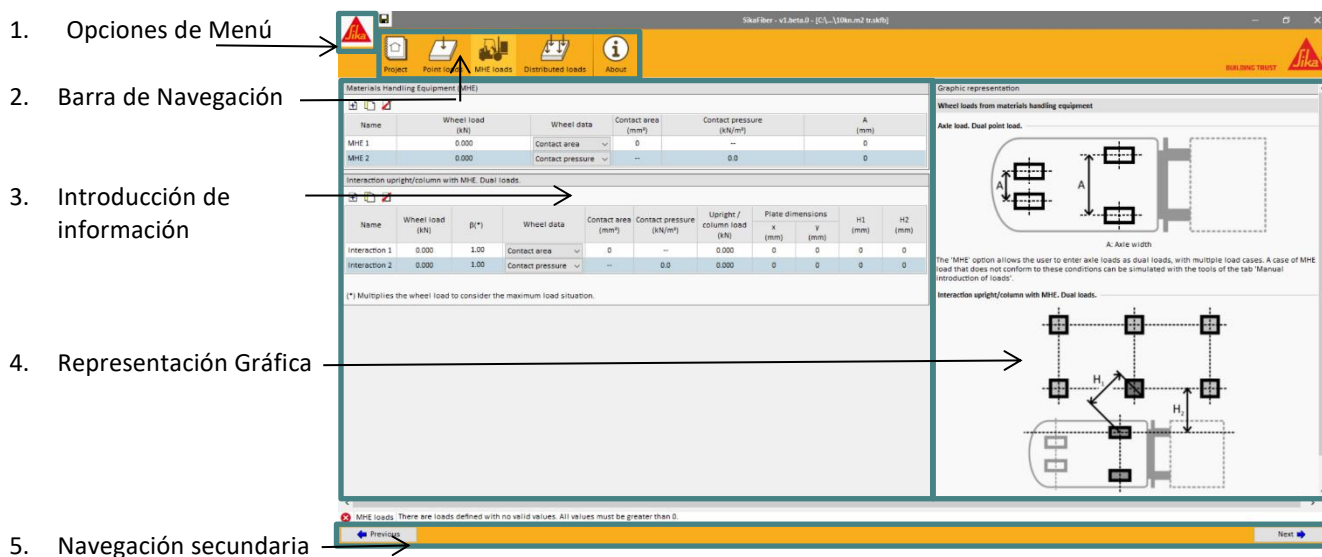 1. Opciones de Menú
2. Barra de Navegación
3. Introducción de
información
4. Representación Gráfica
5. Navegación secundaria
SikaFiber - v1.beta.0 - [C:\...\10kn.m2 tr.skfb]
Sika
Project Point loads MHE loads Distributed loads About
BUILDING TRUST
Sika
Materials Handling Equipment (MHE)
Name Wheel load (kN) Wheel data Contact area (mm²) Contact pressure (kN/m²) A (mm)
MHE 1 0.000 Contact area 0 -- 0
MHE 2 0.000 Contact pressure -- 0.0 0
Interaction upright/column with MHE. Dual loads.
Name Wheel load (kN) β(*) Wheel data Contact area (mm²) Contact pressure (kN/m²) Upright / column load (kN) Plate dimensions x (mm) y (mm) H1 (mm) H2 (mm)
Interaction 1 0.000 1.00 Contact area 0 -- 0.000 0 0 0 0
Interaction 2 0.000 1.00 Contact pressure -- 0.0 0.000 0 0 0 0
(*) Multiplies the wheel load to consider the maximum load situation.
Graphic representation
Wheel loads from materials handling equipment
Axle load. Dual point load.
A A
A: Axle width
The 'MHE' option allows the user to enter axle loads as dual loads, with multiple load cases. A case of MHE
load that does not conform to these conditions can be simulated with the tools of the tab 'Manual
introduction of loads'.
Interaction upright/column with MHE. Dual loads.
H₁
H₂
MHE loads There are loads defined with no valid values. All values must be greater than 0.
Previous Next